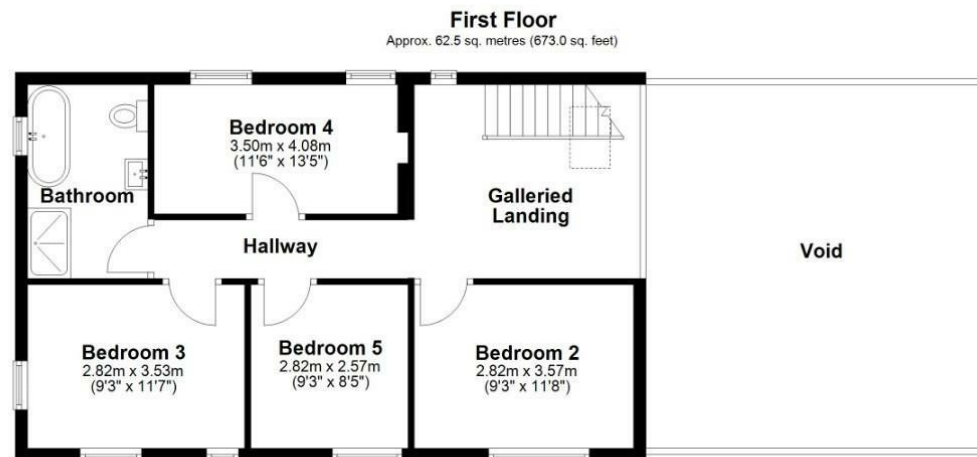 First Floor
Approx. 62.5 sq. metres (673.0 sq. feet)
Bedroom 4
3.50m x 4.08m
(11'6" x 13'5")
Bathroom
Galleried
Landing
Hallway
Void
Bedroom 3
2.82m x 3.53m
(9'3" x 11'7")
Bedroom 5
2.82m x 2.57m
(9'3" x 8'5")
Bedroom 2
2.82m x 3.57m
(9'3" x 11'8")